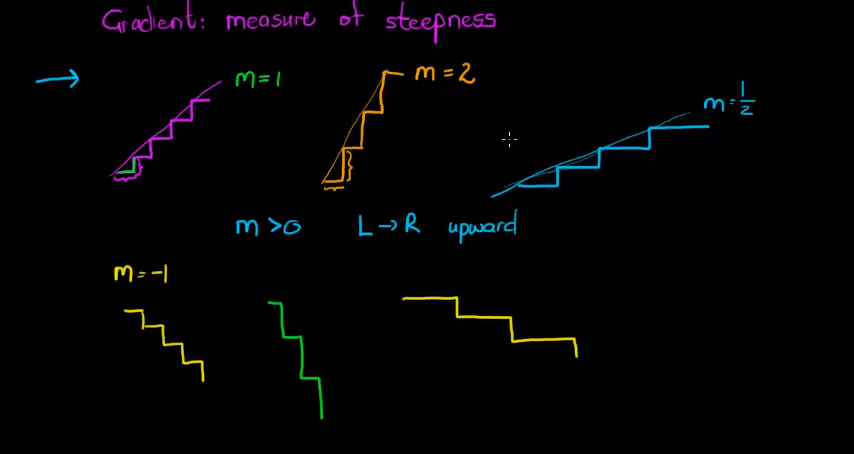 Gradient: measure of steepness
m = 1
m = 2
m = 1/2
m > 0 L → R upward
m = -1